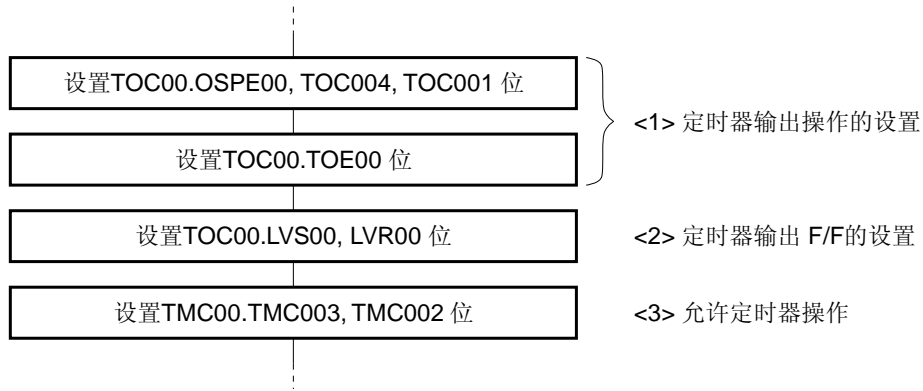 设置TOC00.OSPE00, TOC004, TOC001 位
<1> 定时器输出操作的设置
设置TOC00.TOE00 位
设置TOC00.LVS00, LVR00 位
<2> 定时器输出 F/F的设置
设置TMC00.TMC003, TMC002 位
<3> 允许定时器操作